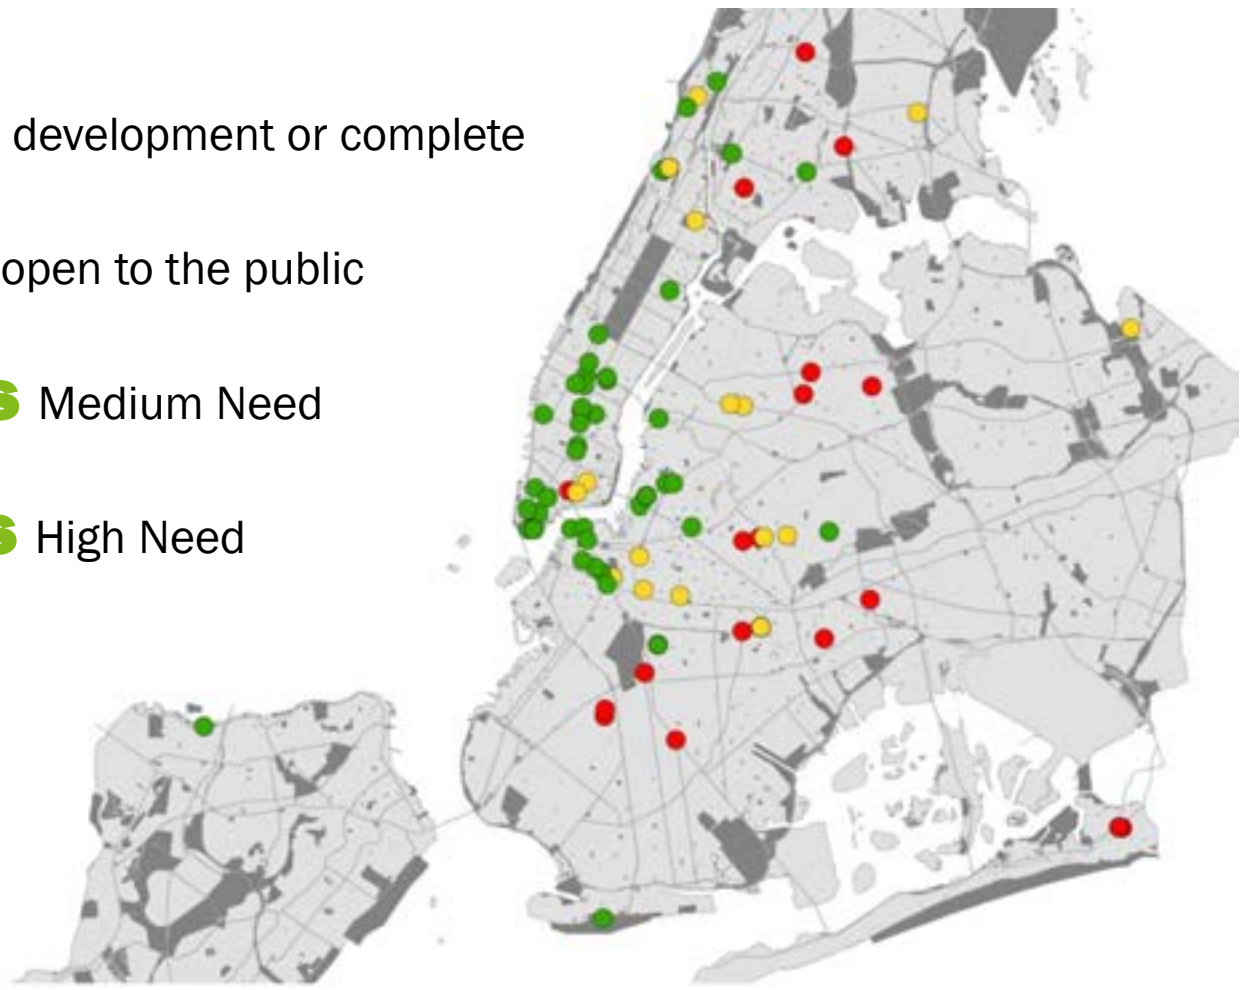 development or complete
open to the public
s Medium Need
s High Need